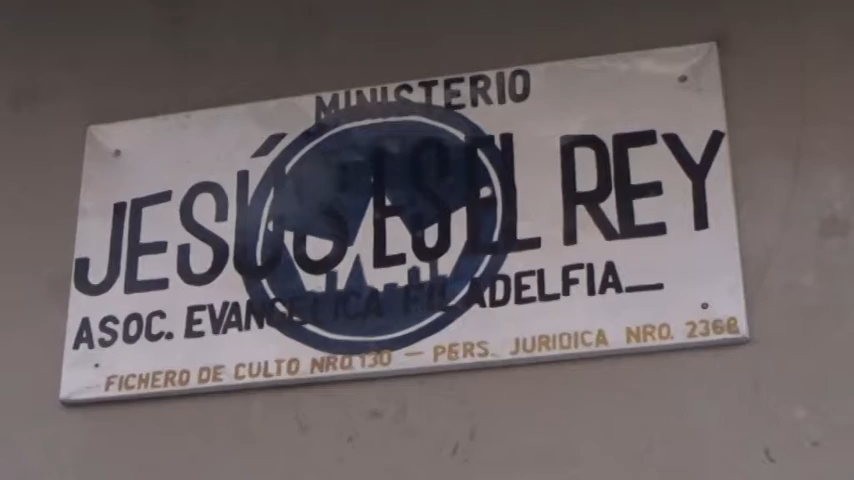 MINISTERIO
JESÚS ES EL REY
ASOC. EVANGELICA FILADELFIA
FICHERO DE CULTO NRO.130 — PERS. JURIDICA NRO. 2368